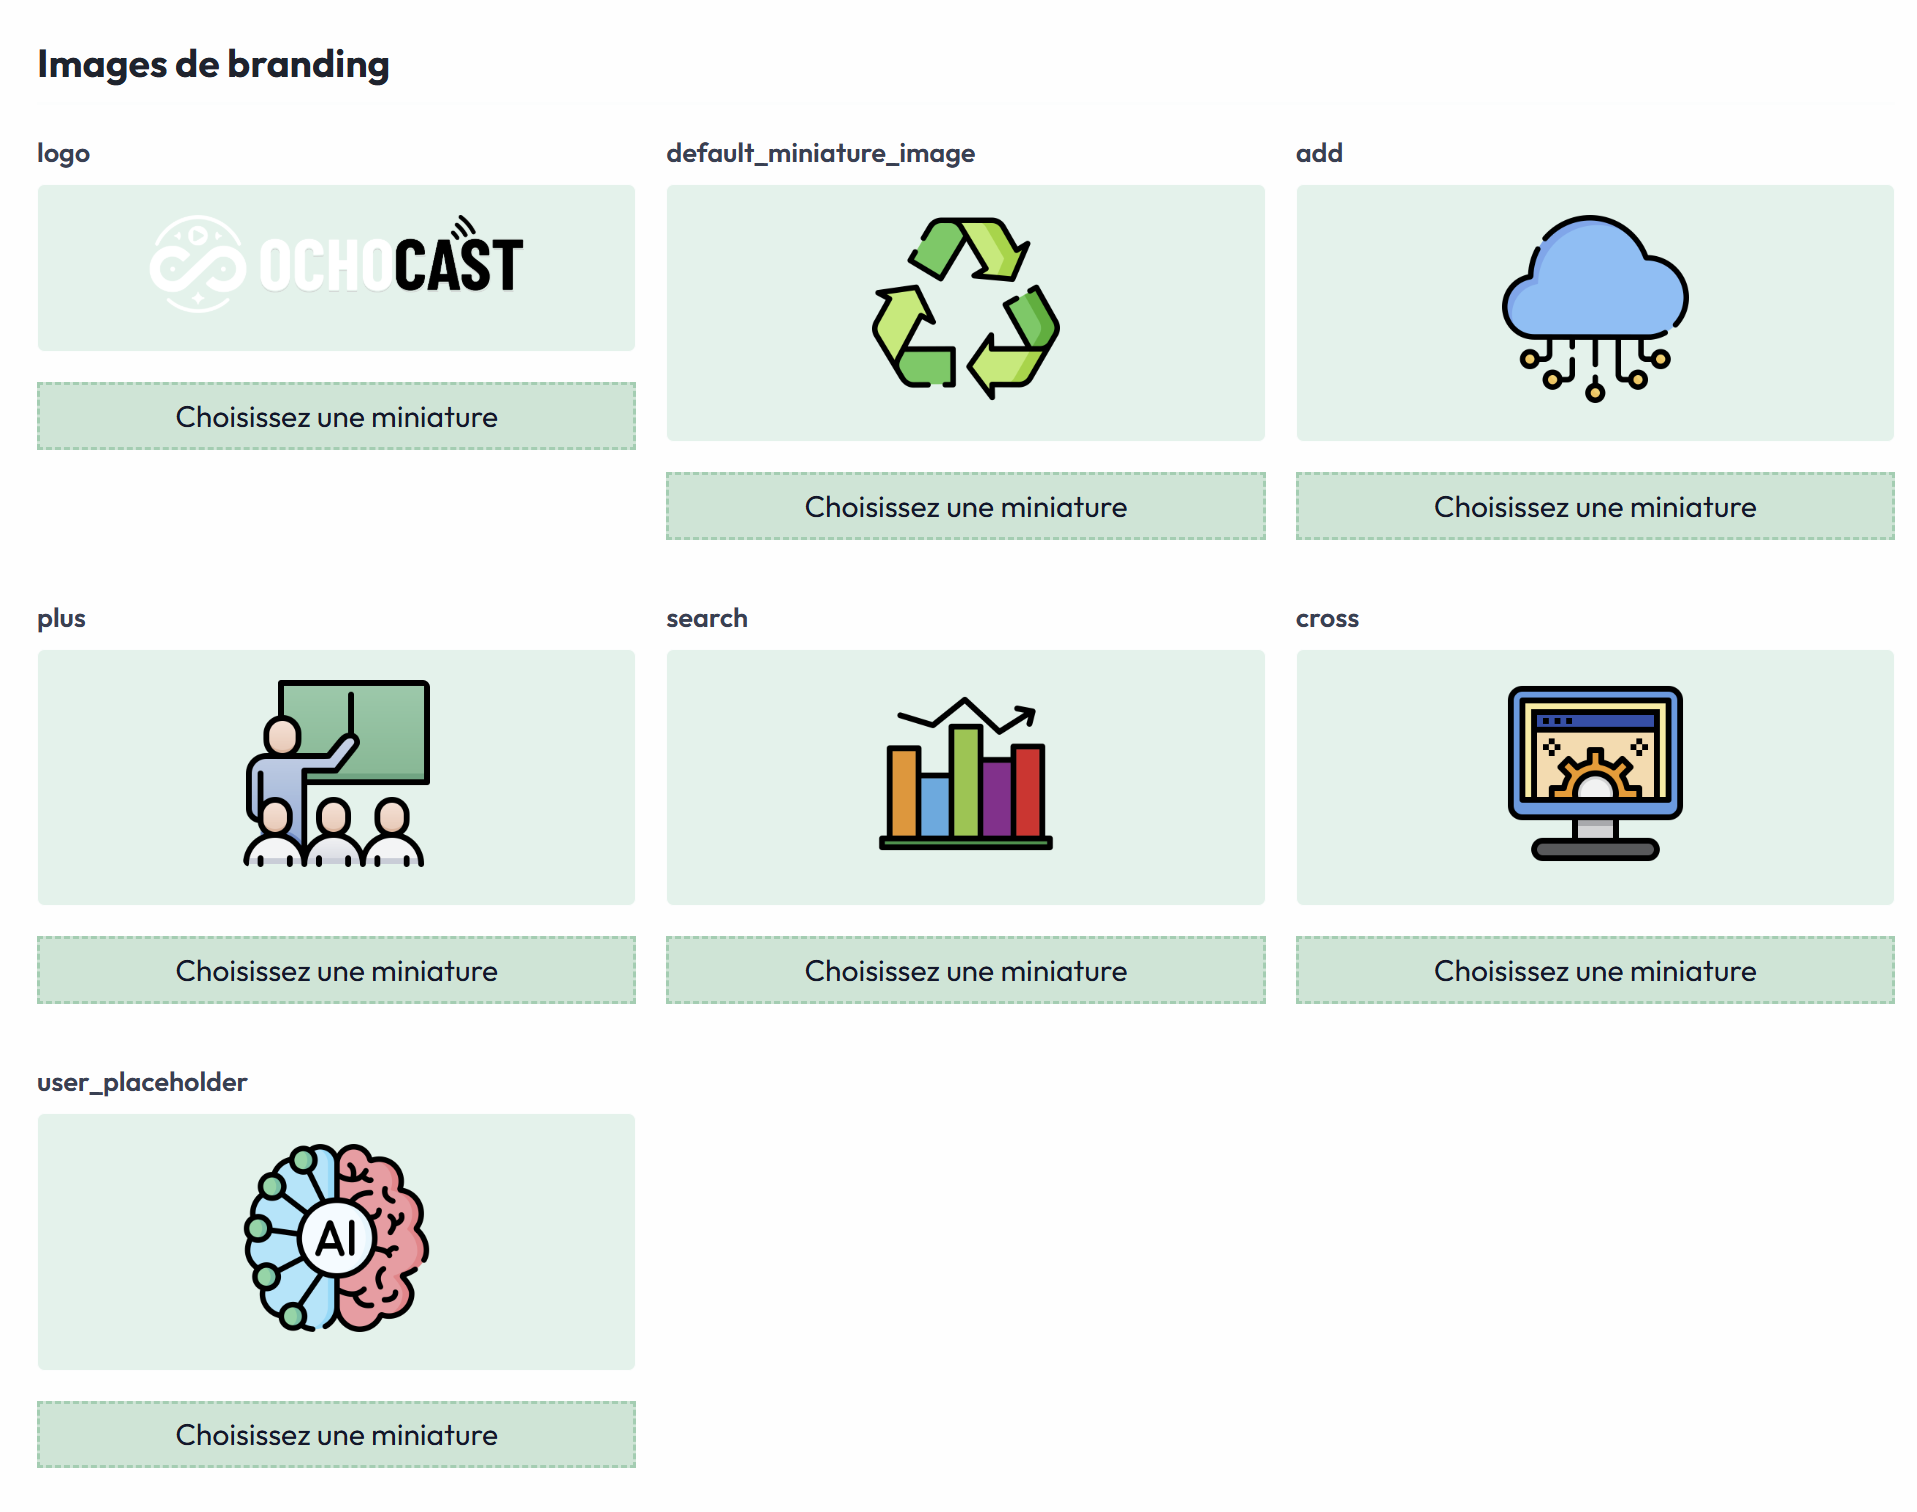 Images de branding
logo
default_miniature_image
add
OCHOCAST
Choisissez une miniature
Choisissez une miniature
Choisissez une miniature
plus
search
cross
Choisissez une miniature
Choisissez une miniature
Choisissez une miniature
user_placeholder
AI
Choisissez une miniature